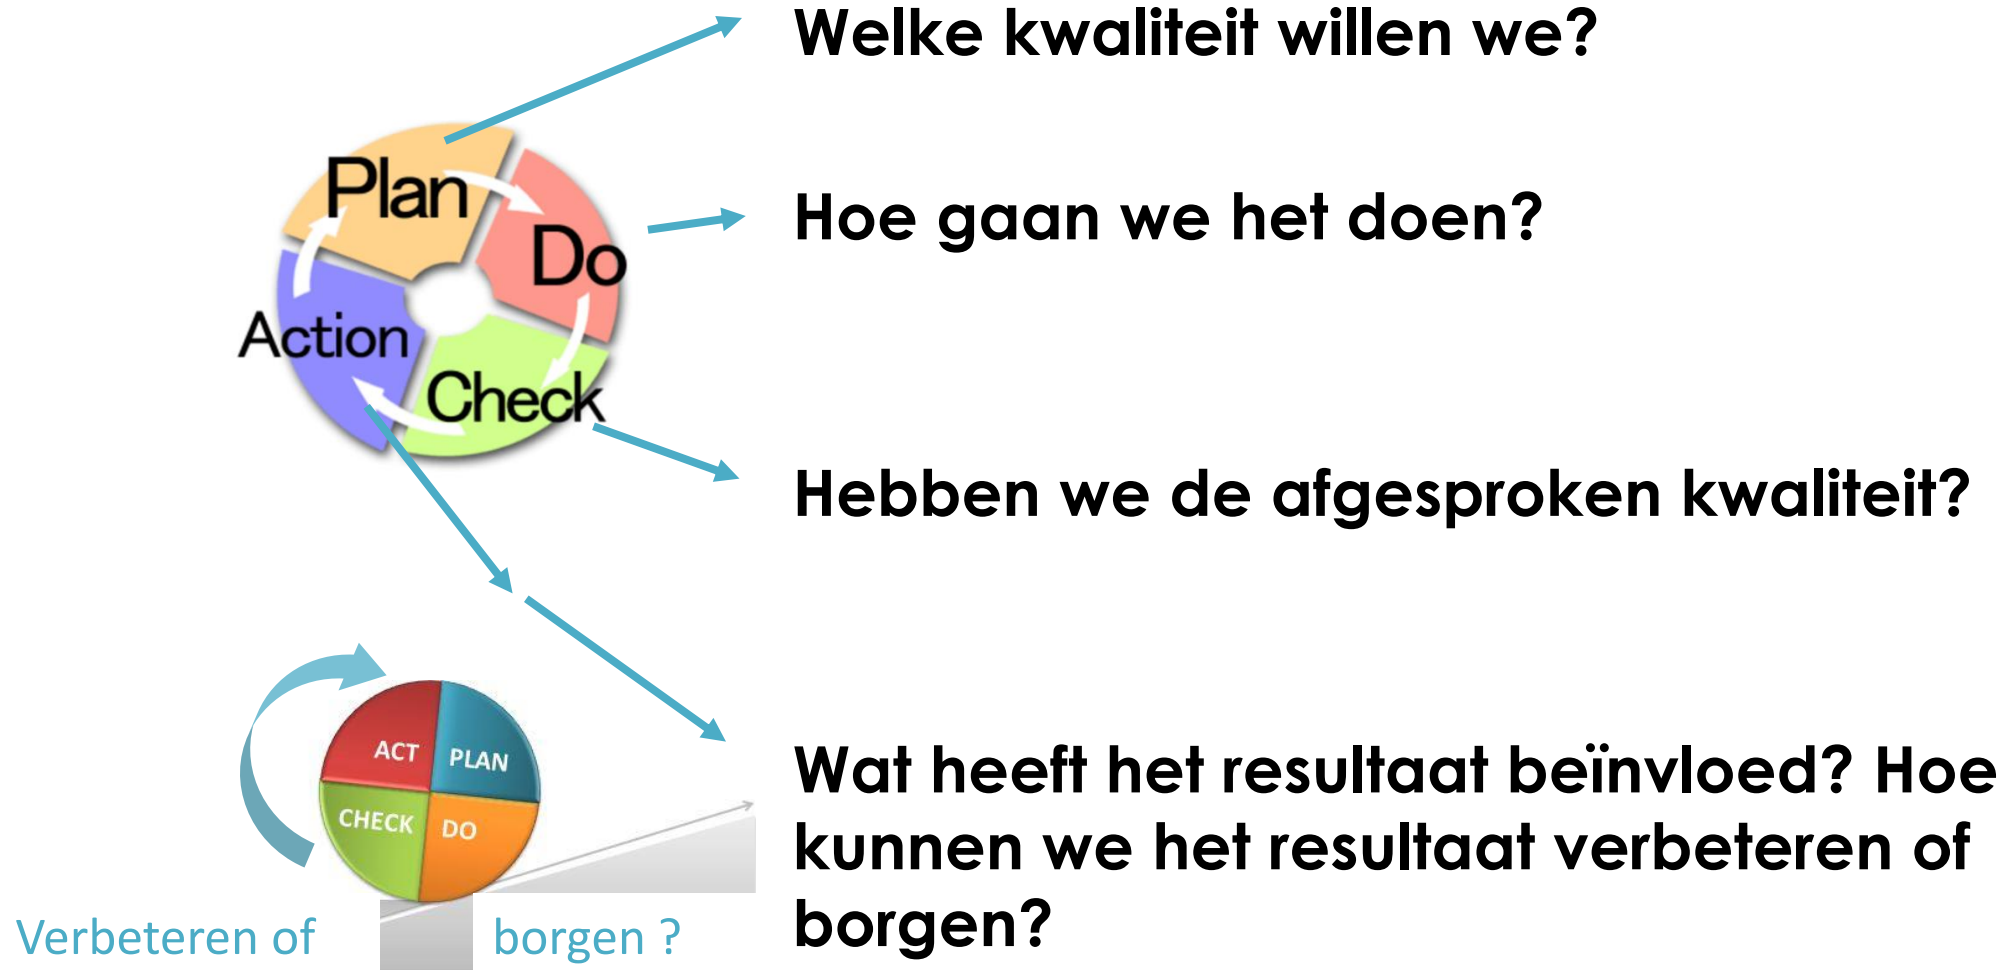 Welke kwaliteit willen we?
Plan
Hoe gaan we het doen?
Do
Action
Check
Hebben we de afgesproken kwaliteit?
ACT
PLAN
CHECK
DO
Wat heeft het resultaat beïnvloed? Hoe
kunnen we het resultaat verbeteren of
borgen?
Verbeteren of borgen ?